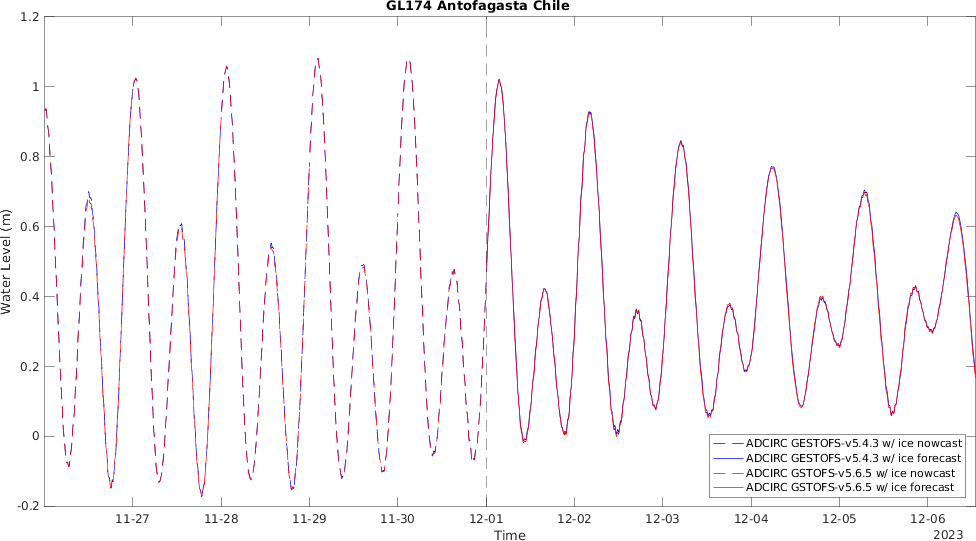 GL174 Antofagasta Chile
1.2
1
0.8
0.6
0.4
0.2
0
-0.2
Water Level (m)
ADCIRC GESTOFS-v5.4.3 w/ ice nowcast
ADCIRC GESTOFS-v5.4.3 w/ ice forecast
ADCIRC GSTOFS-v5.6.5 w/ ice nowcast
ADCIRC GSTOFS-v5.6.5 w/ ice forecast
11-27 11-28 11-29 11-30 12-01 12-02 12-03 12-04 12-05 12-06
Time
2023